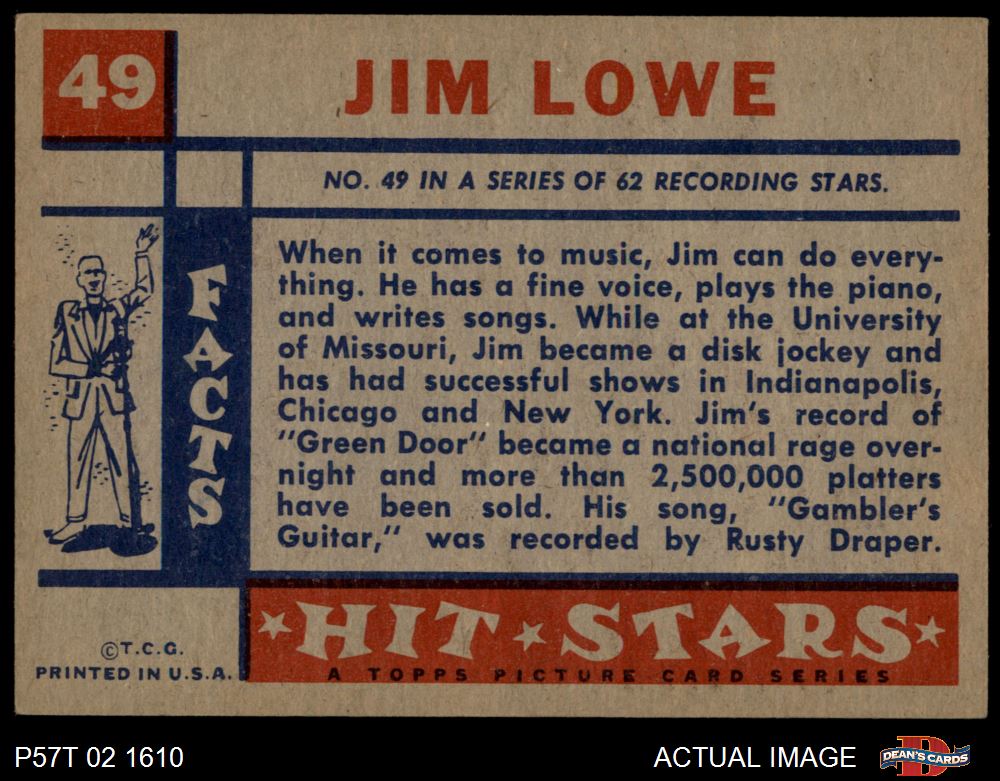 49
JIM LOWE
NO. 49 IN A SERIES OF 62 RECORDING STARS.
FACTS
When it comes to music, Jim can do every-
thing. He has a fine voice, plays the piano,
and writes songs. While at the University
of Missouri, Jim became a disk jockey and
has had successful shows in Indianapolis,
Chicago and New York. Jim's record of
"Green Door" became a national rage over-
night and more than 2,500,000 platters
have been sold. His song, "Gambler's
Guitar," was recorded by Rusty Draper.
©T.C.G.
PRINTED IN U.S.A.
HIT STARS
A TOPPS PICTURE CARD SERIES
P57T 02 1610
ACTUAL IMAGE
DEAN'S CARDS